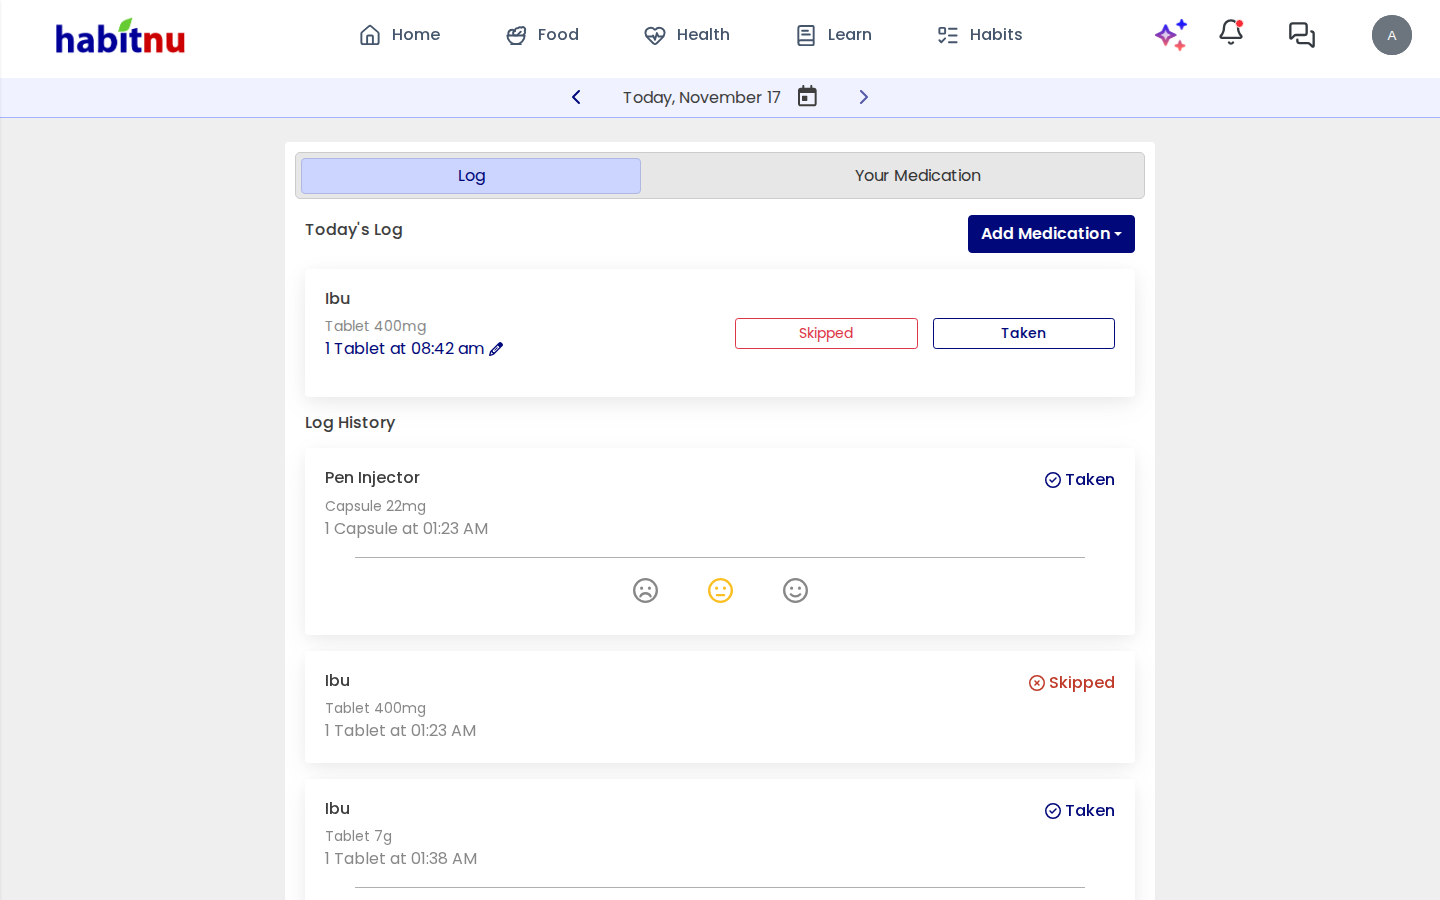 habitnu
Home
Food
Health
Learn
Habits
A
Today, November 17
Log
Your Medication
Today's Log
Add Medication
Ibu
Tablet 400mg
1 Tablet at 08:42 am
Skipped
Taken
Log History
Pen Injector
Taken
Capsule 22mg
1 Capsule at 01:23 AM
Ibu
Skipped
Tablet 400mg
1 Tablet at 01:23 AM
Ibu
Taken
Tablet 7g
1 Tablet at 01:38 AM